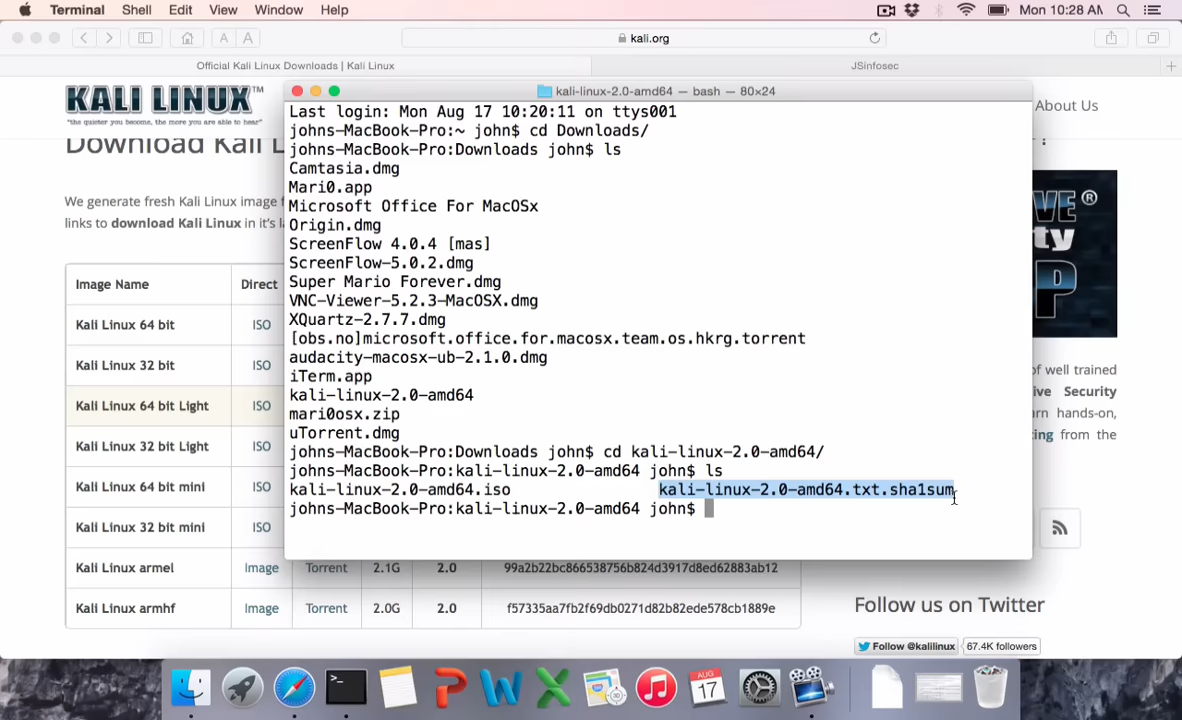 Terminal Shell Edit View Window Help Mon 10:28 AM
A A kali.org
Official Kali Linux Downloads | Kali Linux JSinfosec
KALI LINUX™
"the quieter you become, the more you are able to hear"
About Us
Download Kali L
We generate fresh Kali Linux image f
links to download Kali Linux in it's la
Image Name Direct
Kali Linux 64 bit ISO
Kali Linux 32 bit ISO
Kali Linux 64 bit Light ISO
Kali Linux 32 bit Light ISO
Kali Linux 64 bit mini ISO
Kali Linux 32 bit mini ISO
Kali Linux armel Image Torrent 2.1G 2.0 99a2b22bc866538756b824d3917d8ed62883ab12
Kali Linux armhf Image Torrent 2.0G 2.0 f57335aa7fb2f69db0271d82b82ede578cb1889e
kali-linux-2.0-amd64 — bash — 80×24
Last login: Mon Aug 17 10:20:11 on ttys001
johns-MacBook-Pro:~ john$ cd Downloads/
johns-MacBook-Pro:Downloads john$ ls
Camtasia.dmg
Mari0.app
Microsoft Office For MacOSx
Origin.dmg
ScreenFlow 4.0.4 [mas]
ScreenFlow-5.0.2.dmg
Super Mario Forever.dmg
VNC-Viewer-5.2.3-MacOSX.dmg
XQuartz-2.7.7.dmg
[obs.no]microsoft.office.for.macosx.team.os.hkrg.torrent
audacity-macosx-ub-2.1.0.dmg
iTerm.app
kali-linux-2.0-amd64
mari0osx.zip
uTorrent.dmg
johns-MacBook-Pro:Downloads john$ cd kali-linux-2.0-amd64/
johns-MacBook-Pro:kali-linux-2.0-amd64 john$ ls
kali-linux-2.0-amd64.iso kali-linux-2.0-amd64.txt.sha1sum
johns-MacBook-Pro:kali-linux-2.0-amd64 john$
VE®
ty
P
of well trained
ive Security
arn hands-on,
ing from the
Follow us on Twitter
Follow @kalilinux 67.4K followers
AUG
17